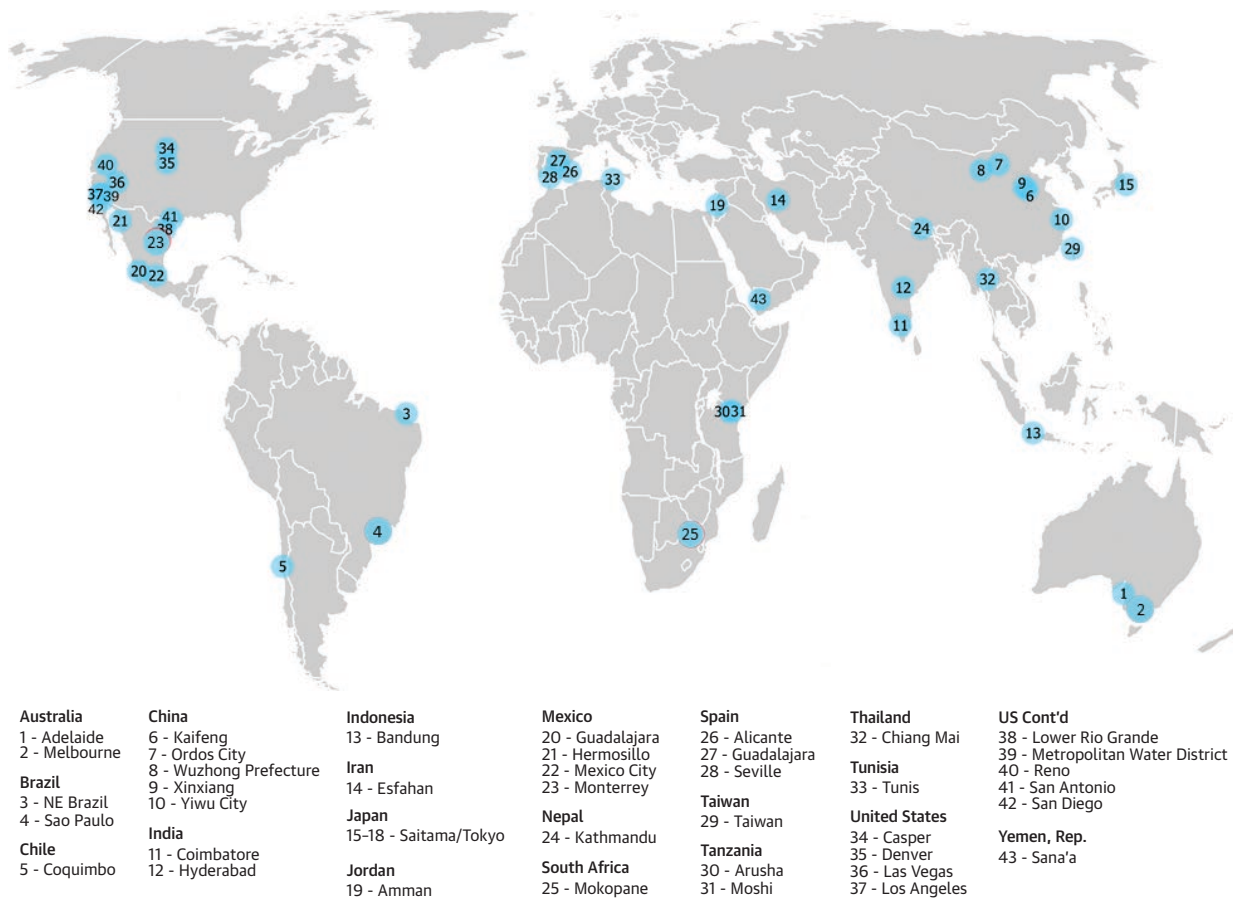 34
35
40
36
37
39
42
21
41
38
23
20
22
27
26
28
33
19
14
43
8
7
9
6
15
10
29
24
32
12
11
30
31
13
3
4
5
25
1
2
Australia
1 - Adelaide
2 - Melbourne
Brazil
3 - NE Brazil
4 - Sao Paulo
Chile
5 - Coquimbo
China
6 - Kaifeng
7 - Ordos City
8 - Wuzhong Prefecture
9 - Xinxiang
10 - Yiwu City
India
11 - Coimbatore
12 - Hyderabad
Indonesia
13 - Bandung
Iran
14 - Esfahan
Japan
15-18 - Saitama/Tokyo
Jordan
19 - Amman
Mexico
20 - Guadalajara
21 - Hermosillo
22 - Mexico City
23 - Monterrey
Nepal
24 - Kathmandu
South Africa
25 - Mokopane
Spain
26 - Alicante
27 - Guadalajara
28 - Seville
Taiwan
29 - Taiwan
Tanzania
30 - Arusha
31 - Moshi
Thailand
32 - Chiang Mai
Tunisia
33 - Tunis
United States
34 - Casper
35 - Denver
36 - Las Vegas
37 - Los Angeles
US Cont'd
38 - Lower Rio Grande
39 - Metropolitan Water District
40 - Reno
41 - San Antonio
42 - San Diego
Yemen, Rep.
43 - Sana'a